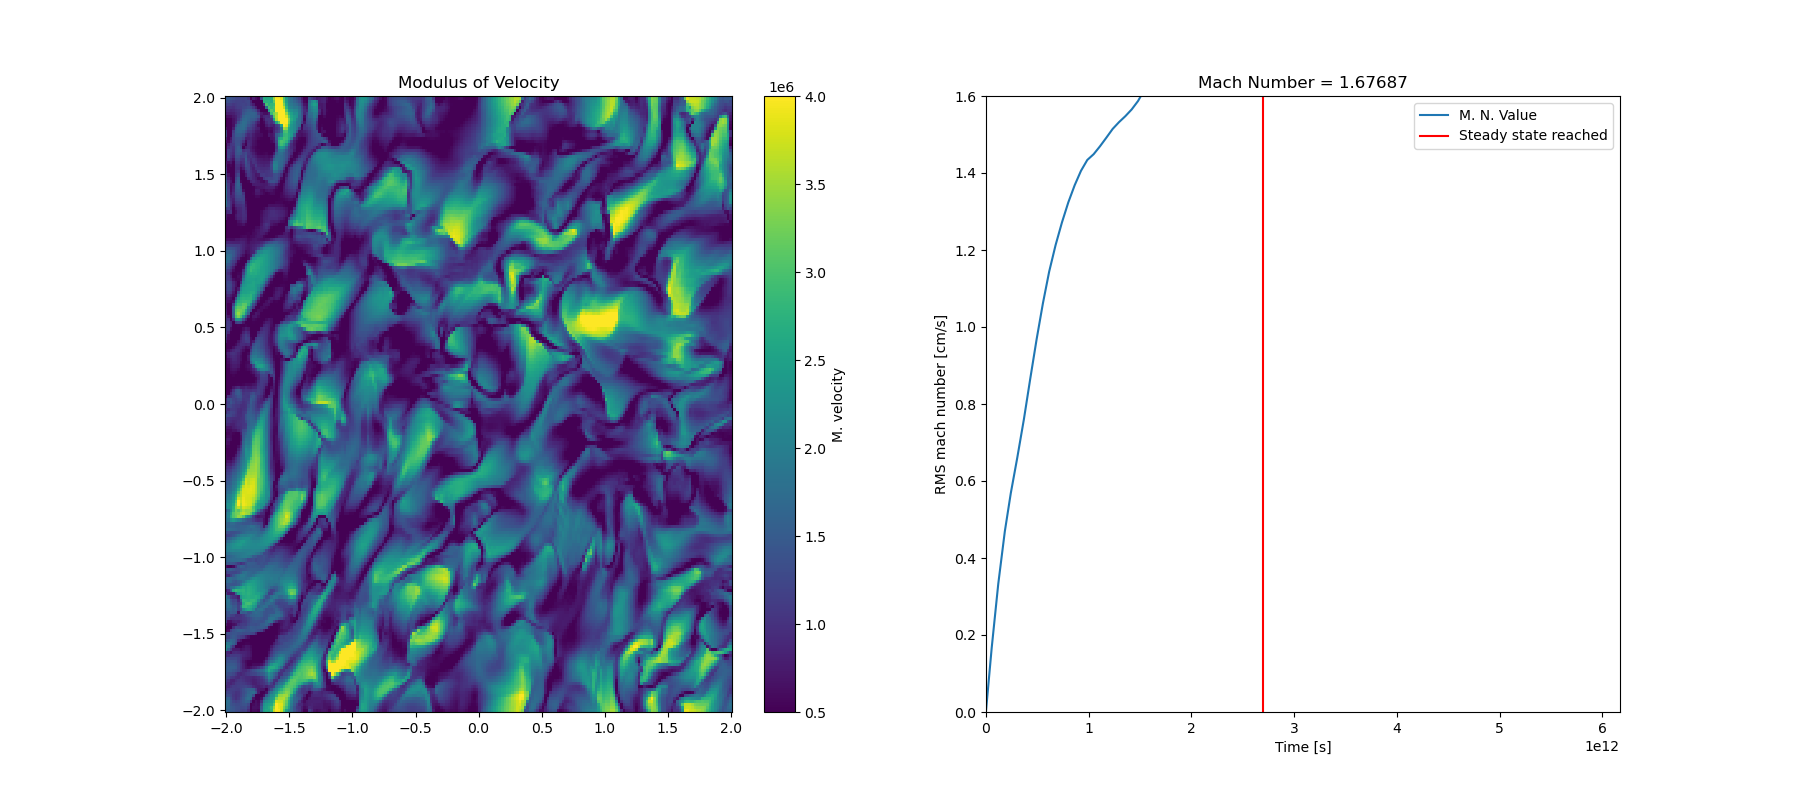 Modulus of Velocity
2.0
1.5
1.0
0.5
0.0
−0.5
−1.0
−1.5
−2.0
−2.0 −1.5 −1.0 −0.5 0.0 0.5 1.0 1.5 2.0
1e6
4.0
3.5
3.0
2.5
2.0
1.5
1.0
0.5
M. velocity
Mach Number = 1.67687
RMS mach number [cm/s]
1.6
1.4
1.2
1.0
0.8
0.6
0.4
0.2
0.0
M. N. Value
Steady state reached
0 1 2 3 4 5 6
Time [s]
1e12